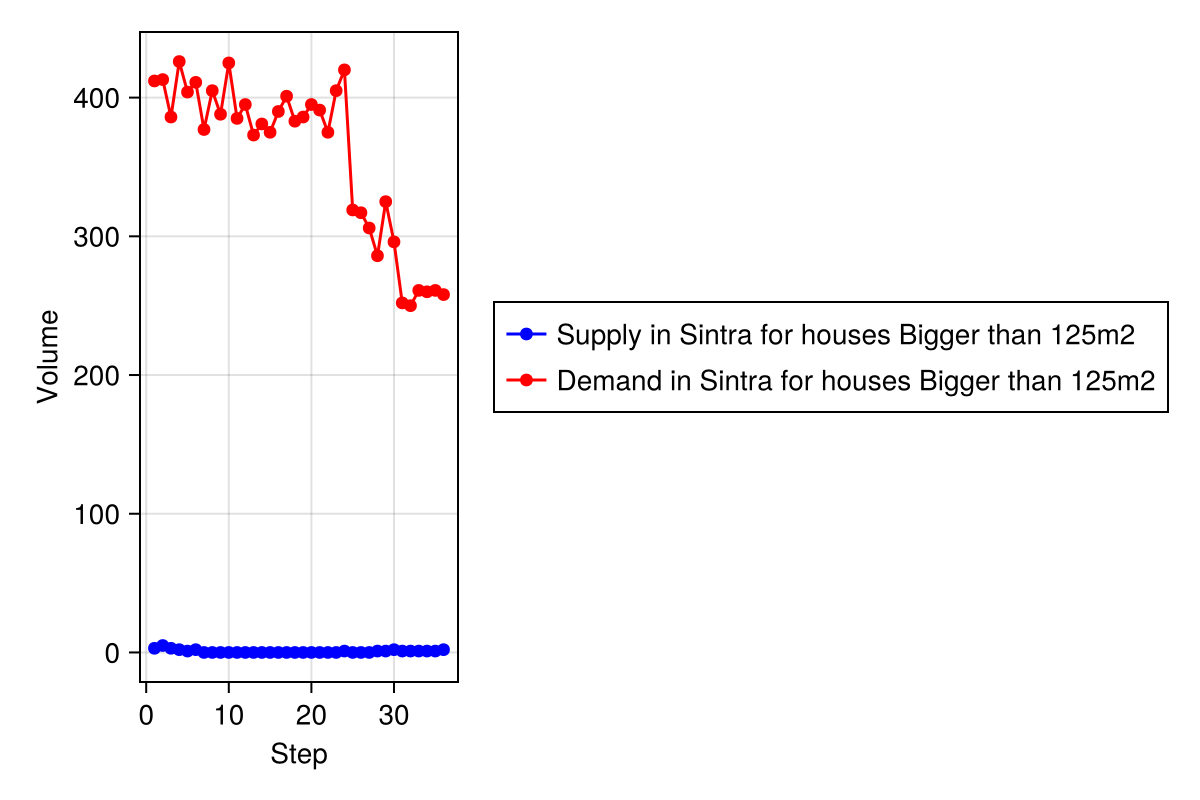 400
300
200
100
0
Volume
0 10 20 30
Step
Supply in Sintra for houses Bigger than 125m2
Demand in Sintra for houses Bigger than 125m2